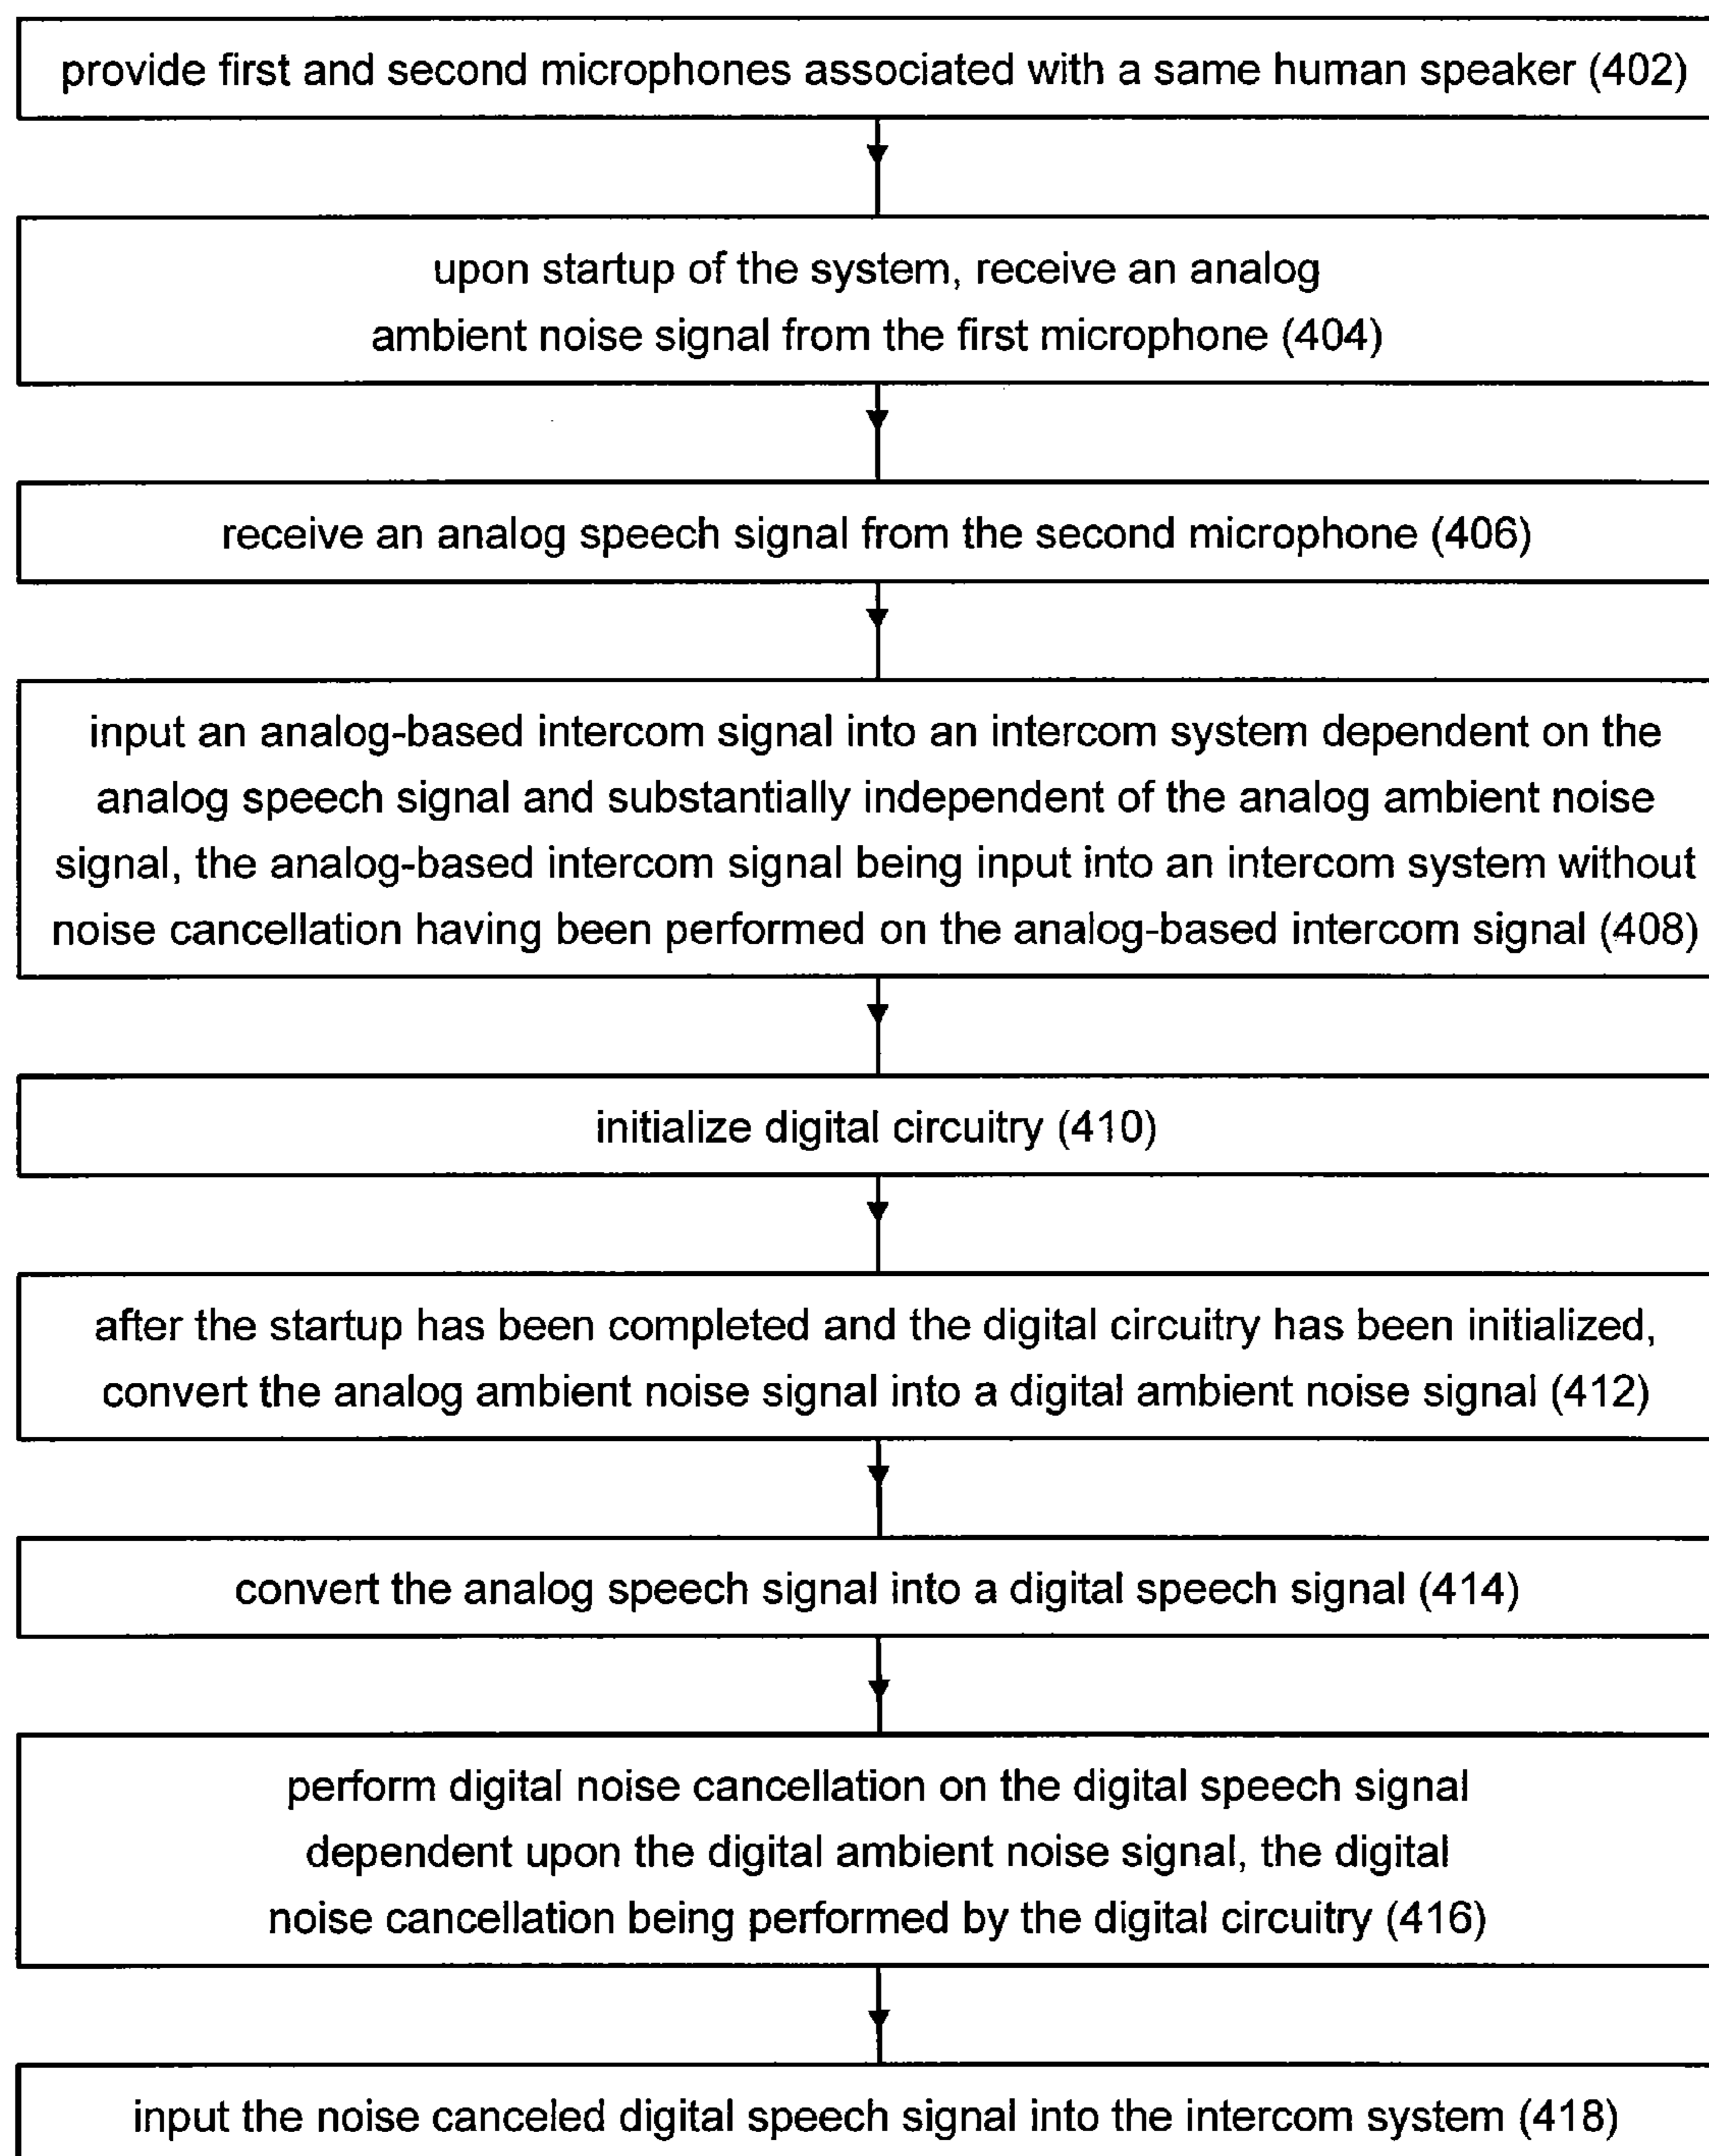 provide first and second microphones associated with a same human speaker (402)
upon startup of the system, receive an analog
ambient noise signal from the first microphone (404)
receive an analog speech signal from the second microphone (406)
input an analog-based intercom signal into an intercom system dependent on the
analog speech signal and substantially independent of the analog ambient noise
signal, the analog-based intercom signal being input into an intercom system without
noise cancellation having been performed on the analog-based intercom signal (408)
initialize digital circuitry (410)
after the startup has been completed and the digital circuitry has been initialized,
convert the analog ambient noise signal into a digital ambient noise signal (412)
convert the analog speech signal into a digital speech signal (414)
perform digital noise cancellation on the digital speech signal
dependent upon the digital ambient noise signal, the digital
noise cancellation being performed by the digital circuitry (416)
input the noise canceled digital speech signal into the intercom system (418)